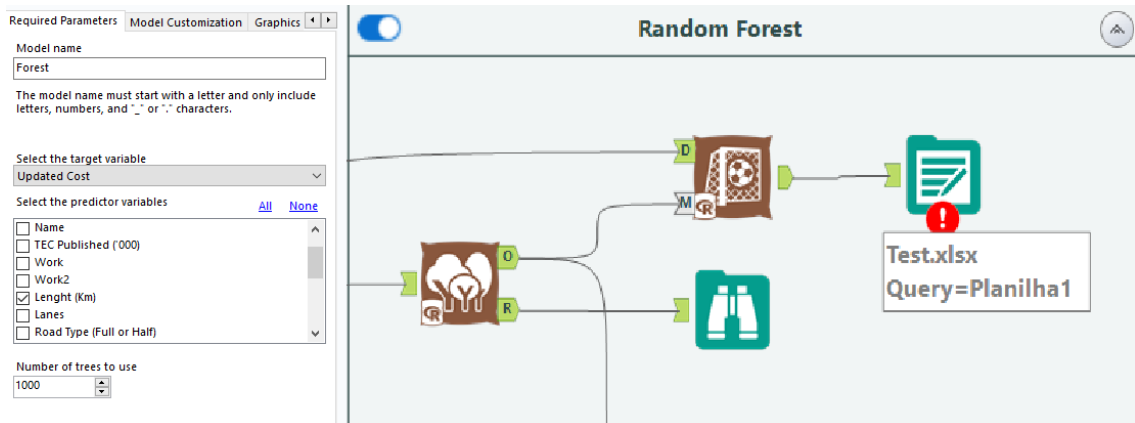 Required Parameters
Model Customization
Graphics
Model name
Forest
The model name must start with a letter and only include
letters, numbers, and "_" or "." characters.
Select the target variable
Updated Cost
Select the predictor variables
All
None
Name
TEC Published ('000)
Work
Work2
Lenght (Km)
Lanes
Road Type (Full or Half)
Number of trees to use
1000
Random Forest
D
M
R
O
R
R
Test.xlsx
Query=Planilha1